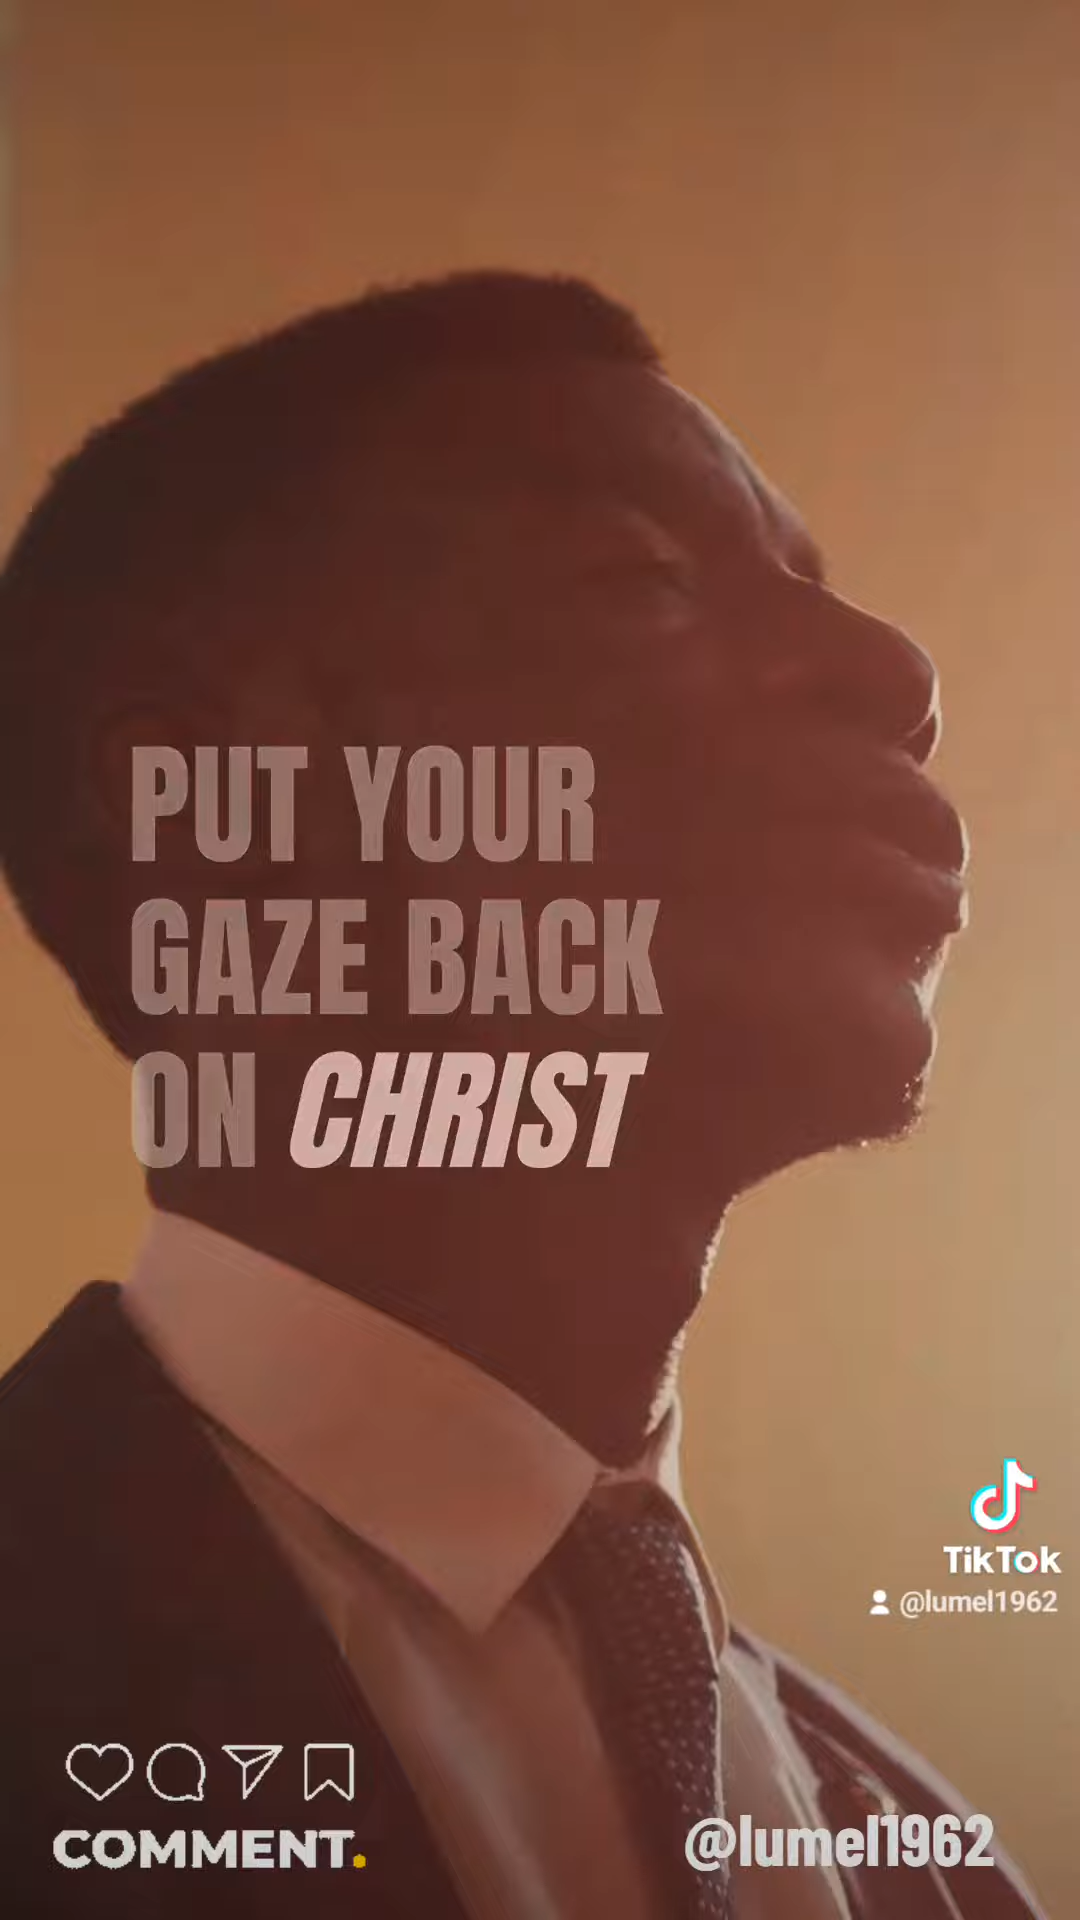 PUT YOUR
GAZE BACK
ON CHRIST
TikTok
@lumel1962
COMMENT.
@lumel1962